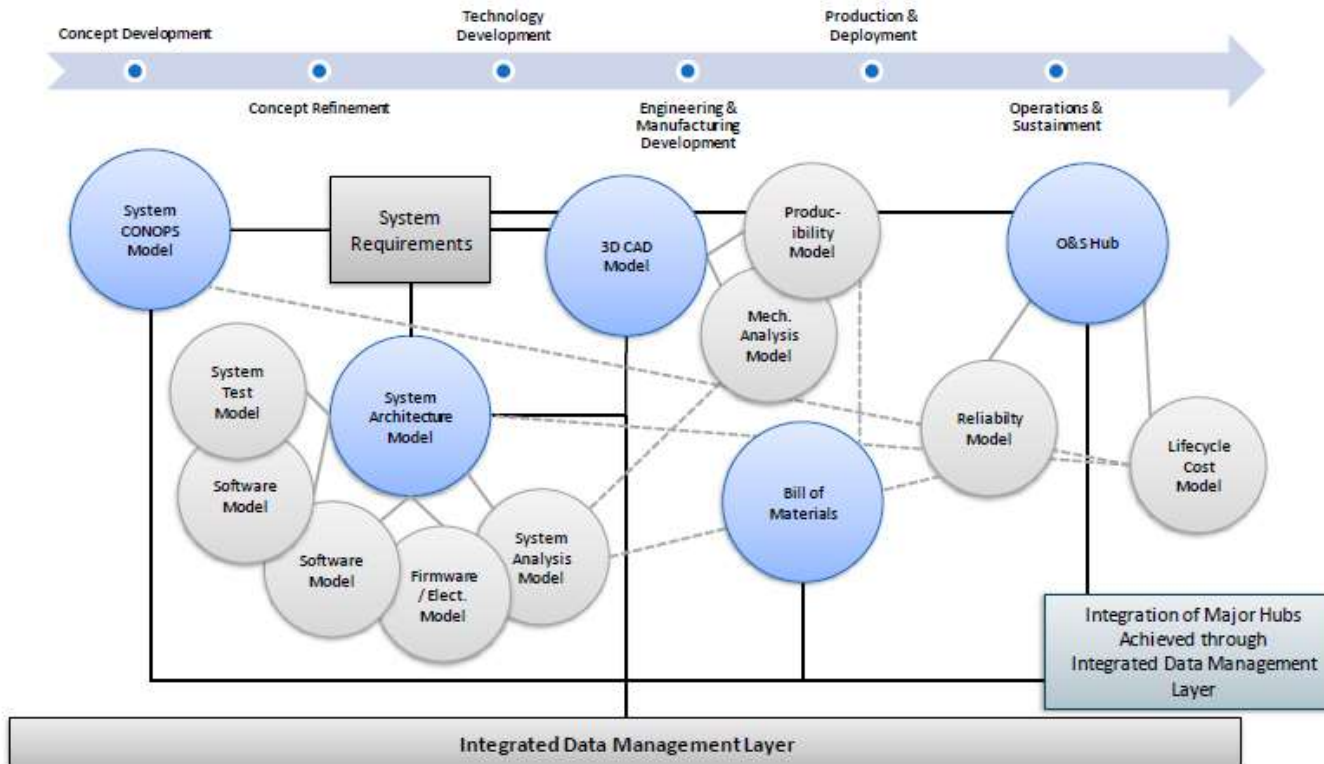 Concept Development
Technology
Development
Production &
Deployment
Concept Refinement
Engineering &
Manufacturing
Development
Operations &
Sustainment
System
CONOPS
Model
System
Requirements
3D CAD
Model
Produc-
ibility
Model
O&S Hub
Mech.
Analysis
Model
System
Test
Model
System
Architecture
Model
Reliabilty
Model
Lifecycle
Cost
Model
Software
Model
Bill of
Materials
Software
Model
Firmware
/ Elect.
Model
System
Analysis
Model
Integration of Major Hubs
Achieved through
Integrated Data Management
Layer
Integrated Data Management Layer